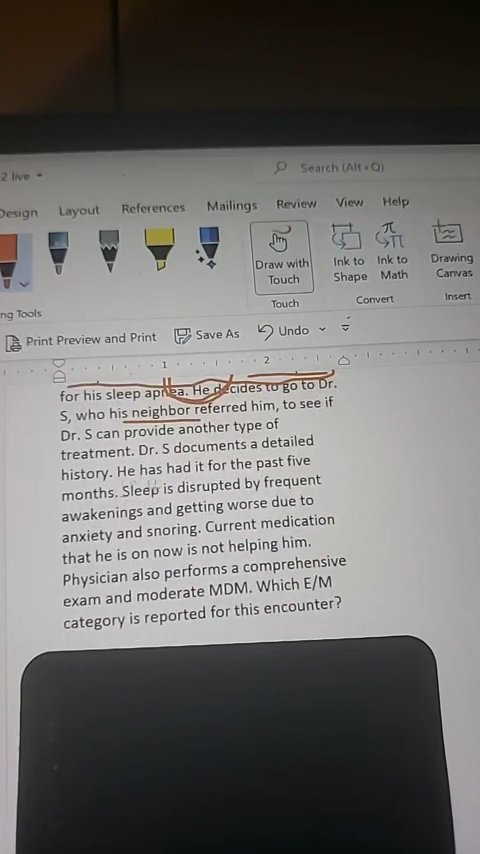 2 live
Search (Alt+Q)
Design Layout References Mailings Review View Help
Draw with Touch
Ink to Shape
Ink to Math
Drawing Canvas
ng Tools
Touch
Convert
Insert
Print Preview and Print Save As Undo
1 2
for his sleep apnea. He decides to go to Dr.
S, who his neighbor referred him, to see if
Dr. S can provide another type of
treatment. Dr. S documents a detailed
history. He has had it for the past five
months. Sleep is disrupted by frequent
awakenings and getting worse due to
anxiety and snoring. Current medication
that he is on now is not helping him.
Physician also performs a comprehensive
exam and moderate MDM. Which E/M
category is reported for this encounter?